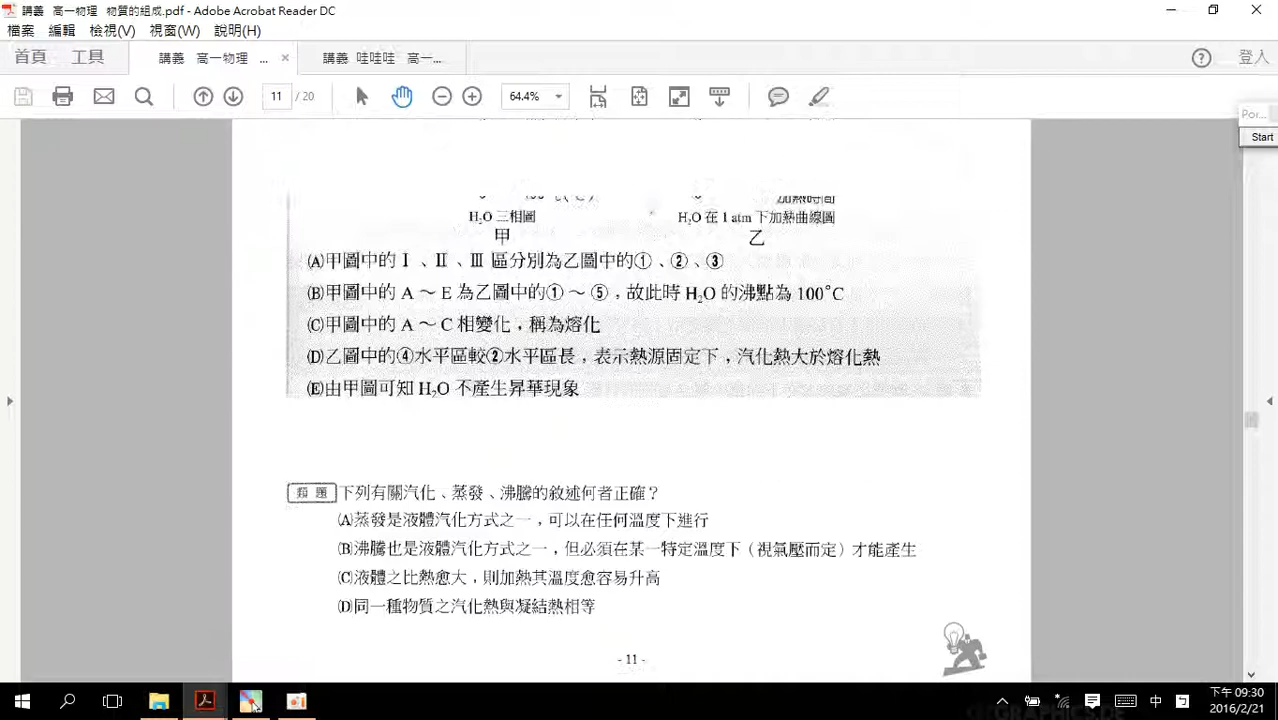 講義 高一物理 物質的組成.pdf - Adobe Acrobat Reader DC
檔案 編輯 檢視(V) 視窗(W) 說明(H)
首頁 工具 講義 高一物理 ... × 講義 哇哇哇 高一... ? 登入
11 / 20 64.4%
Por...
Start
加熱時間
H₂O 三相圖 H₂O 在 1 atm 下加熱曲線圖
甲 乙
(A)甲圖中的 Ⅰ、Ⅱ、Ⅲ 區分別為乙圖中的①、②、③
(B)甲圖中的 A ～ E 為乙圖中的①～⑤，故此時 H₂O 的沸點為 100°C
(C)甲圖中的 A～C 相變化，稱為熔化
(D)乙圖中的④水平區較②水平區長，表示熱源固定下，汽化熱大於熔化熱
(E)由甲圖可知 H₂O 不產生昇華現象
類題 下列有關汽化、蒸發、沸騰的敘述何者正確？
(A)蒸發是液體汽化方式之一，可以在任何溫度下進行
(B)沸騰也是液體汽化方式之一，但必須在某一特定溫度下（視氣壓而定）才能產生
(C)液體之比熱愈大，則加熱其溫度愈容易升高
(D)同一種物質之汽化熱與凝結熱相等
- 11 -
中
下午 09:30
2016/2/21